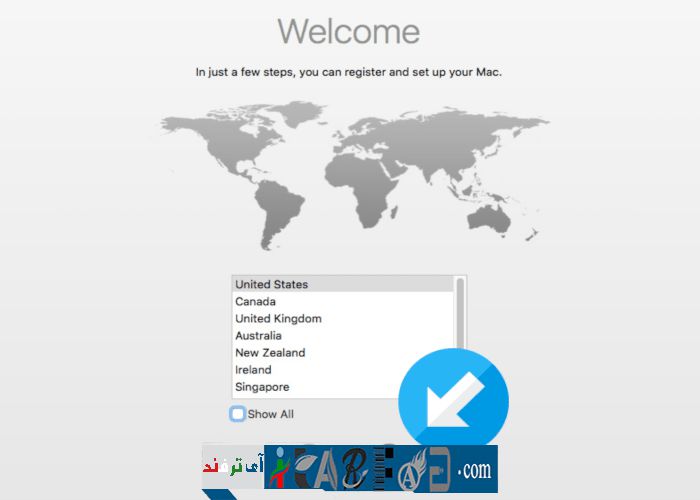 Welcome
In just a few steps, you can register and set up your Mac.
United States
Canada
United Kingdom
Australia
New Zealand
Ireland
Singapore
Show All
آی ترفند
.com